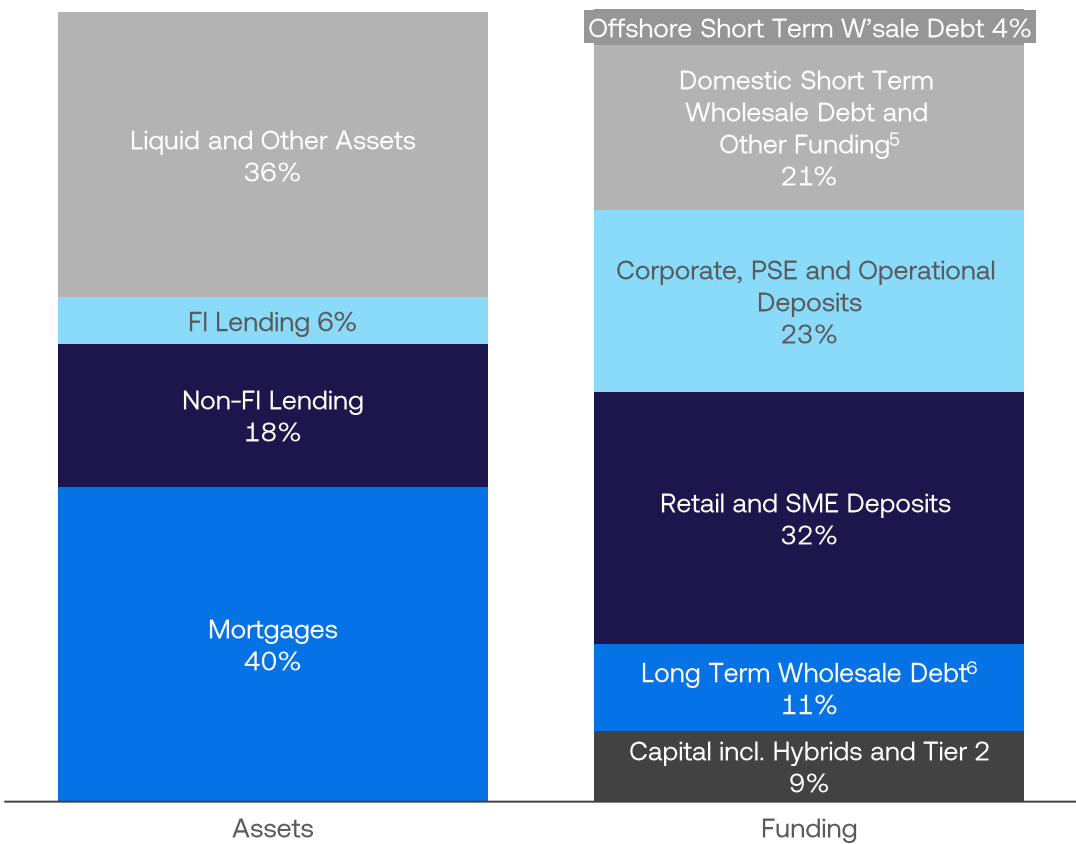 Liquid and Other Assets
36%
FI Lending 6%
Non-FI Lending
18%
Mortgages
40%
Assets
Offshore Short Term W’sale Debt 4%
Domestic Short Term
Wholesale Debt and
Other Funding⁵
21%
Corporate, PSE and Operational
Deposits
23%
Retail and SME Deposits
32%
Long Term Wholesale Debt⁶
11%
Capital incl. Hybrids and Tier 2
9%
Funding